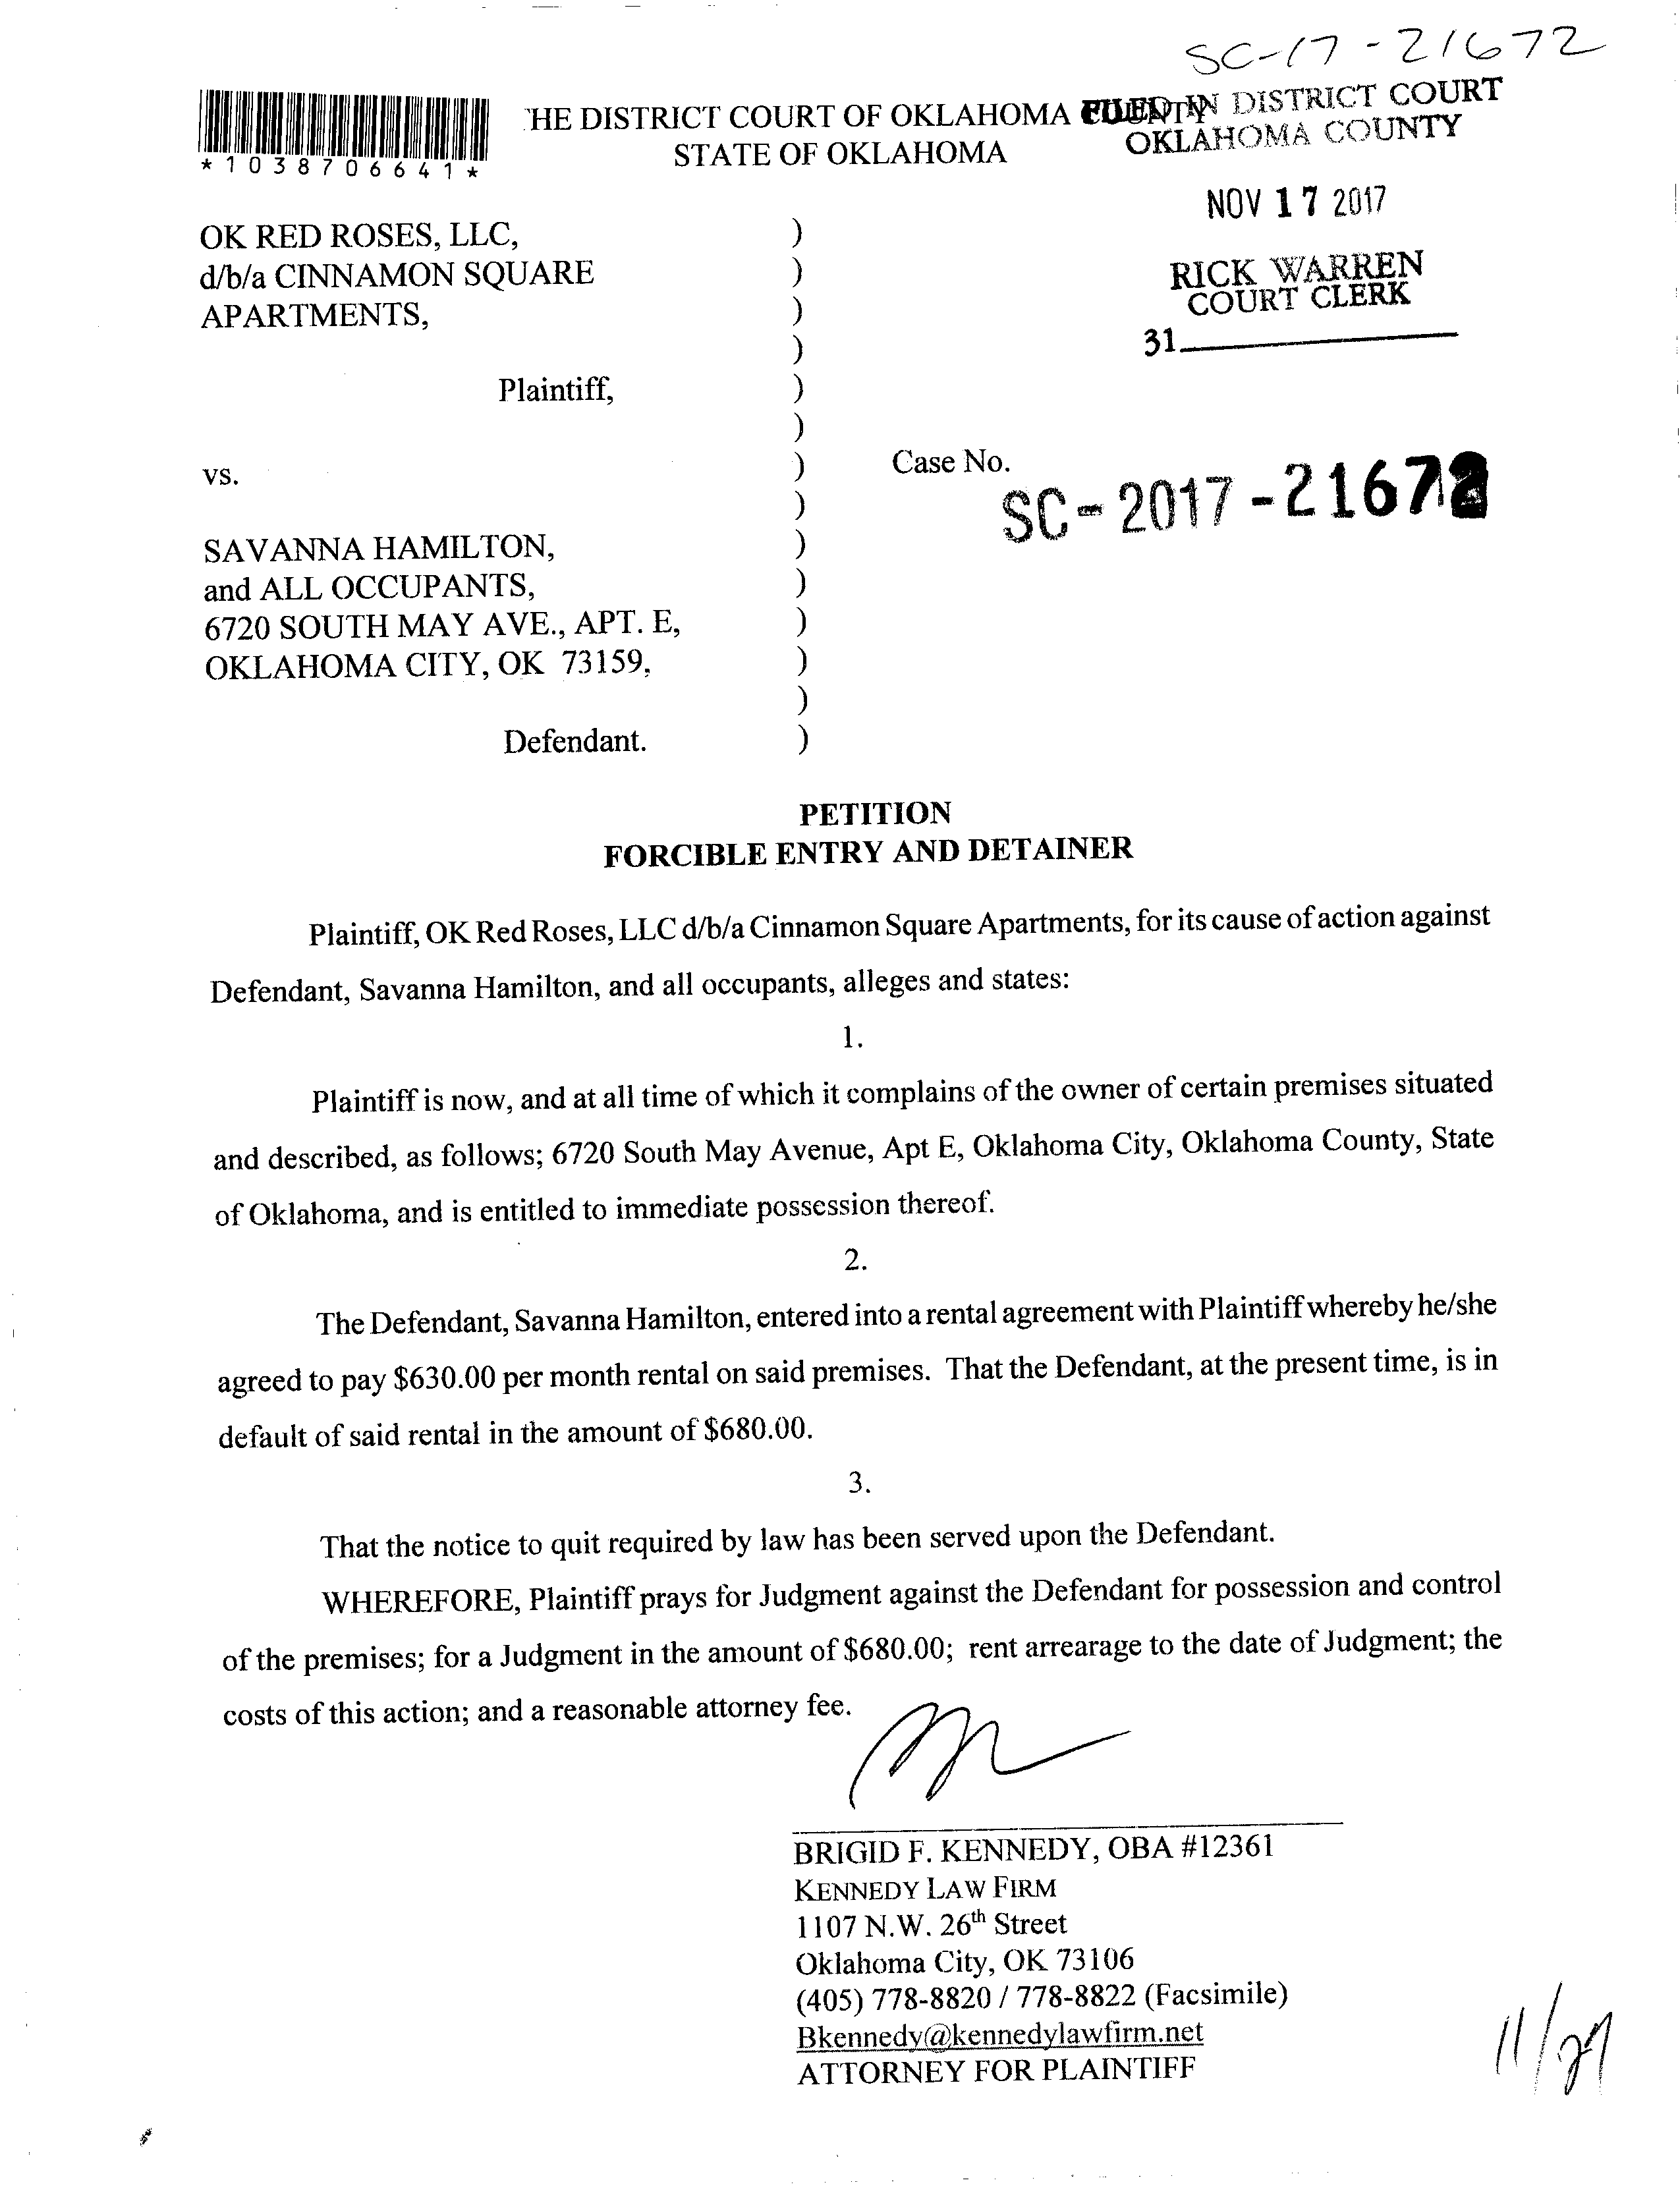 SC-17-21672
*1038706641*
THE DISTRICT COURT OF OKLAHOMA COUNTY
STATE OF OKLAHOMA
FILED IN DISTRICT COURT
OKLAHOMA COUNTY
NOV 17 2017
RICK WARREN
COURT CLERK
31
OK RED ROSES, LLC, )
d/b/a CINNAMON SQUARE )
APARTMENTS, )
)
Plaintiff, )
)
vs. )
)
Case No.
SC-2017-21672
SAVANNA HAMILTON, )
and ALL OCCUPANTS, )
6720 SOUTH MAY AVE., APT. E, )
OKLAHOMA CITY, OK 73159, )
)
Defendant. )
PETITION
FORCIBLE ENTRY AND DETAINER
Plaintiff, OK Red Roses, LLC d/b/a Cinnamon Square Apartments, for its cause of action against
Defendant, Savanna Hamilton, and all occupants, alleges and states:
1.
Plaintiff is now, and at all time of which it complains of the owner of certain premises situated
and described, as follows; 6720 South May Avenue, Apt E, Oklahoma City, Oklahoma County, State
of Oklahoma, and is entitled to immediate possession thereof.
2.
The Defendant, Savanna Hamilton, entered into a rental agreement with Plaintiff whereby he/she
agreed to pay $630.00 per month rental on said premises. That the Defendant, at the present time, is in
default of said rental in the amount of $680.00.
3.
That the notice to quit required by law has been served upon the Defendant.
WHEREFORE, Plaintiff prays for Judgment against the Defendant for possession and control
of the premises; for a Judgment in the amount of $680.00; rent arrearage to the date of Judgment; the
costs of this action; and a reasonable attorney fee.
BRIGID F. KENNEDY, OBA #12361
KENNEDY LAW FIRM
1107 N.W. 26th Street
Oklahoma City, OK 73106
(405) 778-8820 / 778-8822 (Facsimile)
Bkennedy@kennedylawfirm.net
ATTORNEY FOR PLAINTIFF